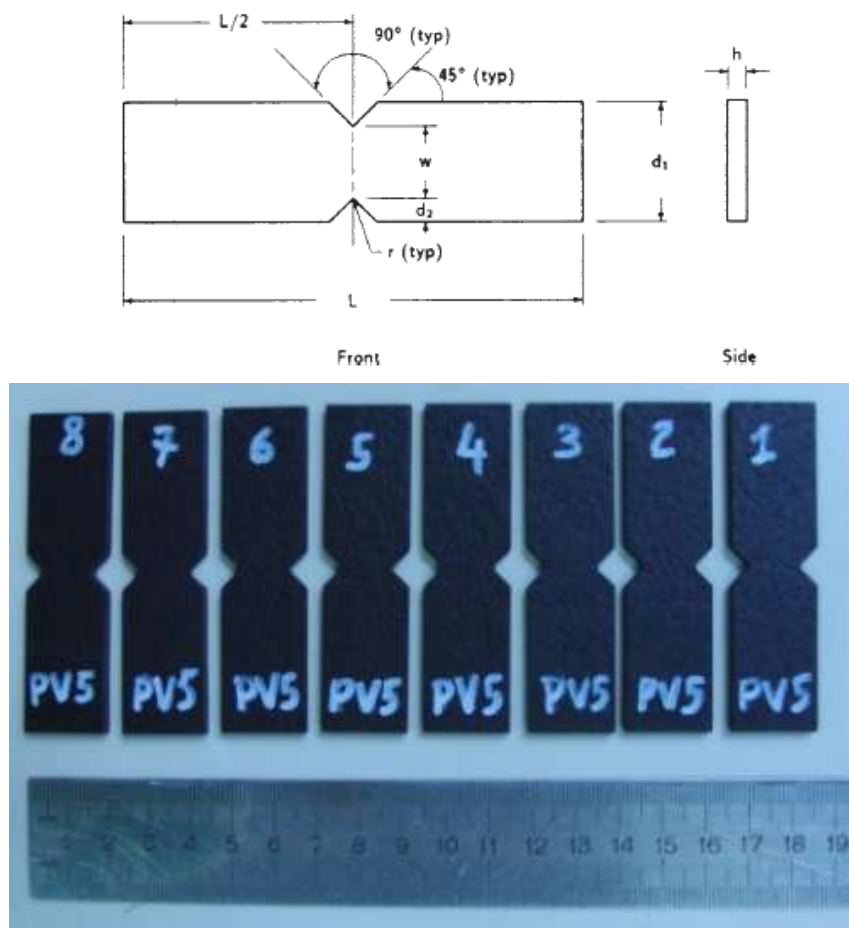 L/2
90° (typ)
45° (typ)
h
w
d₁
d₂
r (typ)
L
Front Side
8 7 6 5 4 3 2 1
PV5 PV5 PV5 PV5 PV5 PV5 PV5 PV5
1 2 3 4 5 6 7 8 9 10 11 12 13 14 15 16 17 18 19